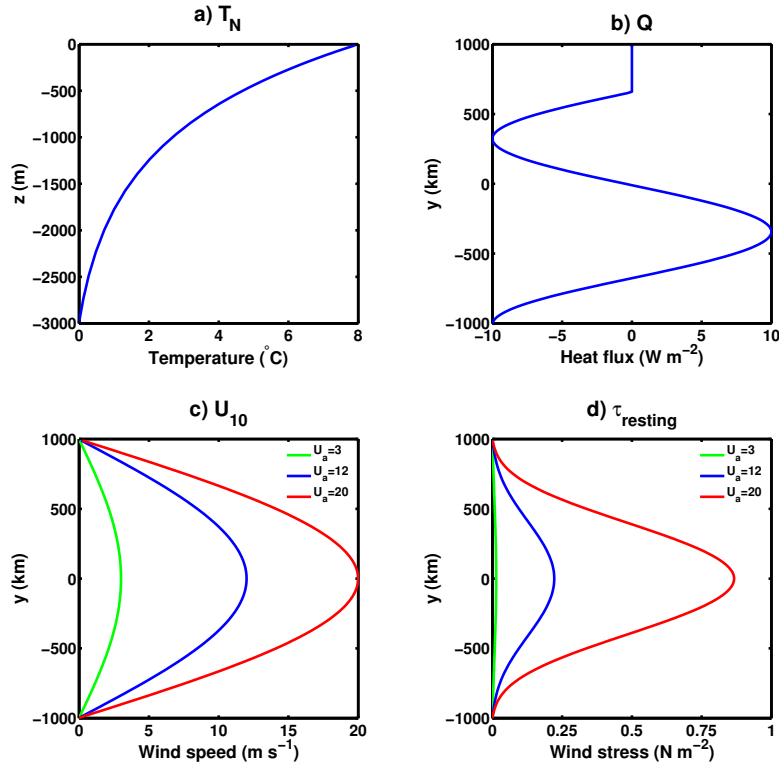 a) T_N
0
−500
−1000
−1500
−2000
−2500
−3000
z (m)
0 2 4 6 8
Temperature (°C)
b) Q
1000
500
0
−500
−1000
y (km)
−10 −5 0 5 10
Heat flux (W m⁻²)
c) U₁₀
1000
500
0
−500
−1000
y (km)
0 5 10 15 20
Wind speed (m s⁻¹)
U_a=3
U_a=12
U_a=20
d) τ_resting
1000
500
0
−500
−1000
y (km)
0 0.25 0.5 0.75 1
Wind stress (N m⁻²)
U_a=3
U_a=12
U_a=20